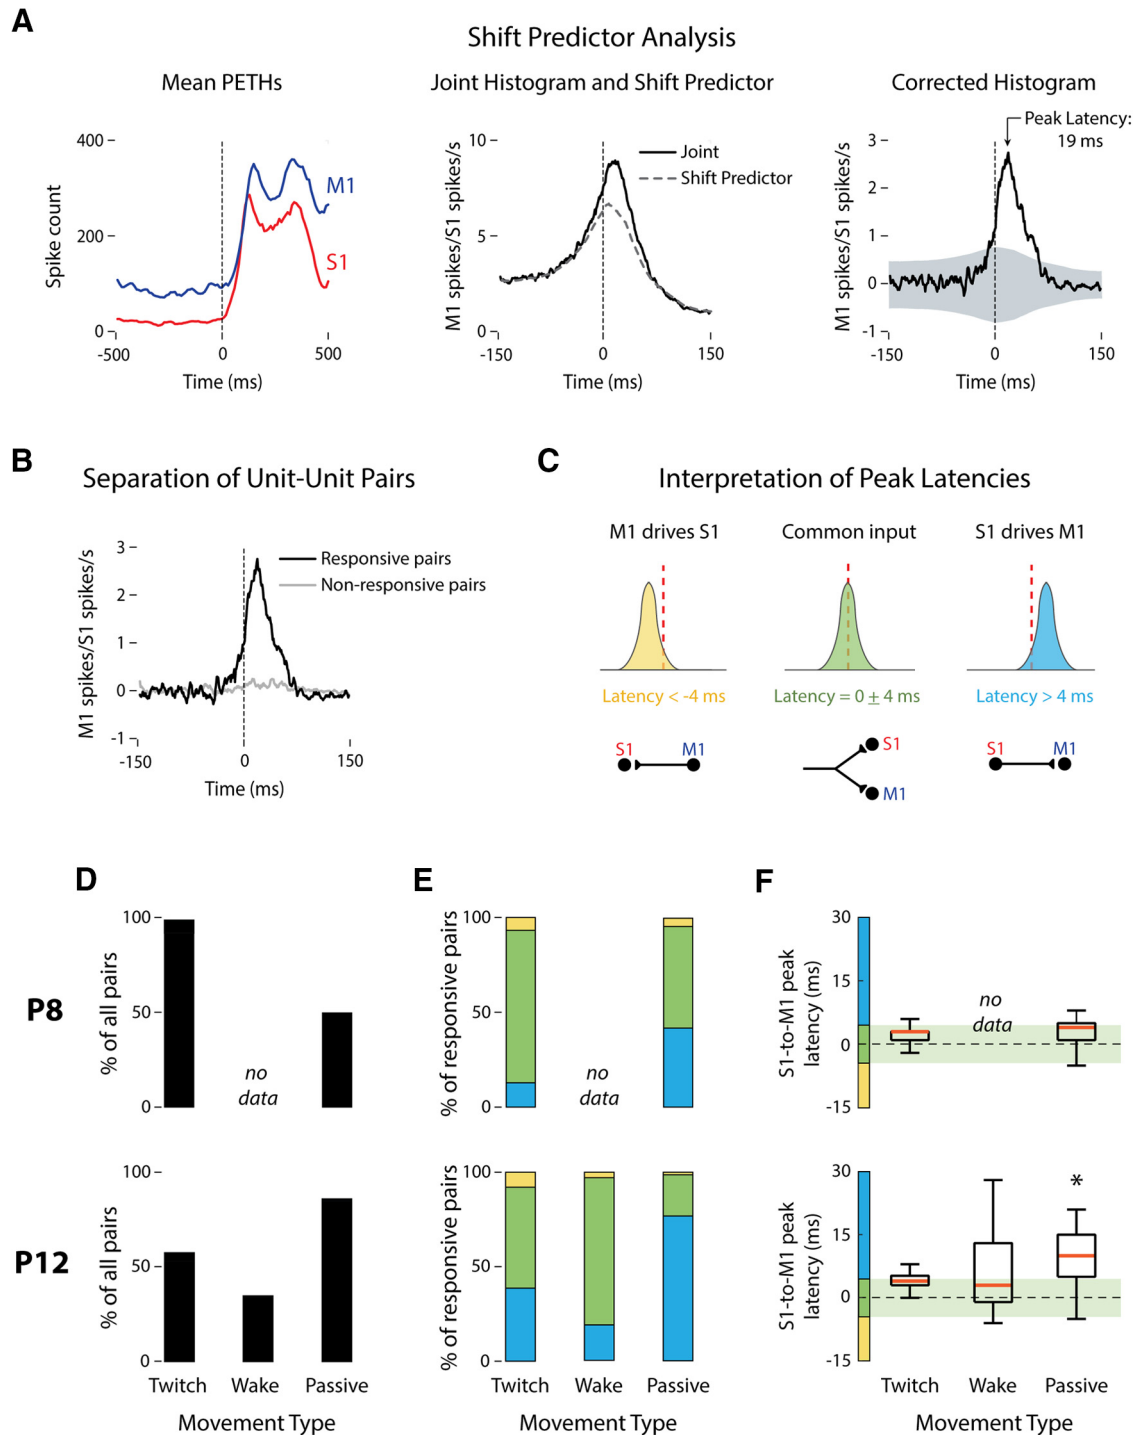 A
Shift Predictor Analysis
Mean PETHs
Joint Histogram and Shift Predictor
Corrected Histogram
Spike count
400
200
0
-500
0
500
Time (ms)
M1
S1
M1 spikes/S1 spikes/s
10
5
0
-150
0
150
Time (ms)
Joint
Shift Predictor
M1 spikes/S1 spikes/s
3
2
1
0
-1
-150
0
150
Time (ms)
Peak Latency:
19 ms
B
Separation of Unit-Unit Pairs
M1 spikes/S1 spikes/s
3
2
1
0
-1
-150
0
150
Time (ms)
Responsive pairs
Non-responsive pairs
C
Interpretation of Peak Latencies
M1 drives S1
Common input
S1 drives M1
Latency < -4 ms
Latency = 0 ± 4 ms
Latency > 4 ms
S1
M1
S1
M1
S1
M1
D
E
F
P8
% of all pairs
100
50
0
no
data
% of responsive pairs
100
50
0
no
data
S1-to-M1 peak
latency (ms)
30
15
0
-15
no
data
P12
% of all pairs
100
50
0
Twitch
Wake
Passive
Movement Type
% of responsive pairs
100
50
0
Twitch
Wake
Passive
Movement Type
S1-to-M1 peak
latency (ms)
30
15
0
-15
*
Twitch
Wake
Passive
Movement Type